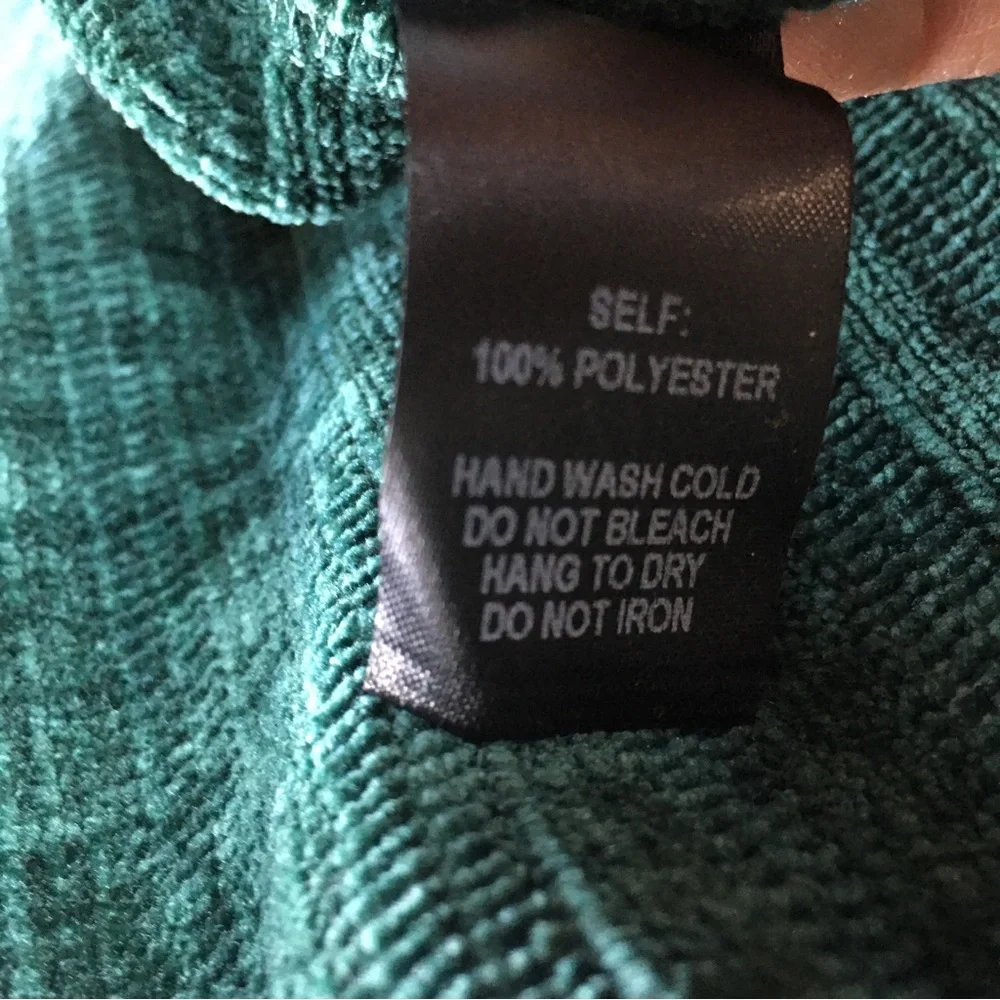 SELF:
100% POLYESTER
HAND WASH COLD
DO NOT BLEACH
HANG TO DRY
DO NOT IRON